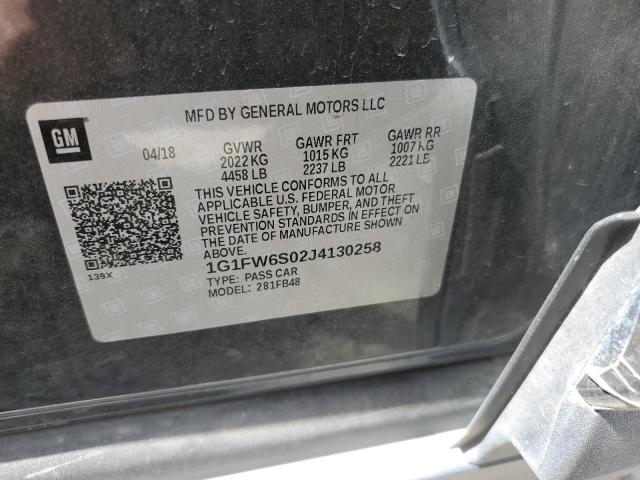 MFD BY GENERAL MOTORS LLC
GM
04/18 GVWR GAWR FRT GAWR RR
2022 KG 1015 KG 1007 KG
4458 LB 2237 LB 2221 LB
THIS VEHICLE CONFORMS TO ALL
APPLICABLE U.S. FEDERAL MOTOR
VEHICLE SAFETY, BUMPER, AND THEFT
PREVENTION STANDARDS IN EFFECT ON
THE DATE OF MANUFACTURE SHOWN
ABOVE.
139X
1G1FW6S02J4130258
TYPE: PASS CAR
MODEL: 281FB48